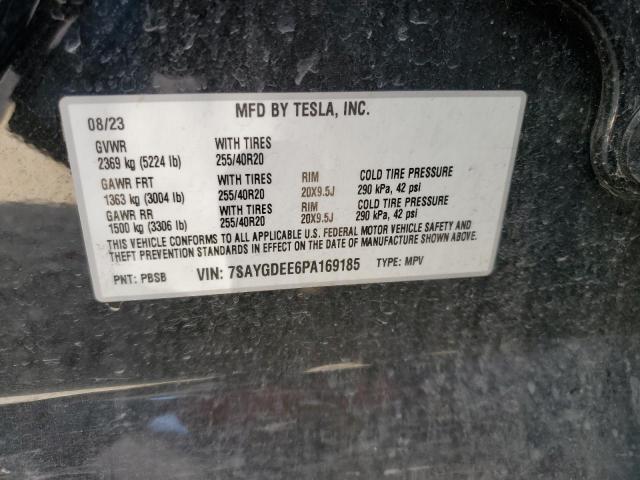 MFD BY TESLA, INC.
08/23
GVWR WITH TIRES
2369 kg (5224 lb) 255/40R20
GAWR FRT WITH TIRES RIM COLD TIRE PRESSURE
1363 kg (3004 lb) 255/40R20 20X9.5J 290 kPa, 42 psi
GAWR RR WITH TIRES RIM COLD TIRE PRESSURE
1500 kg (3306 lb) 255/40R20 20X9.5J 290 kPa, 42 psi
THIS VEHICLE CONFORMS TO ALL APPLICABLE U.S. FEDERAL MOTOR VEHICLE SAFETY AND
THEFT PREVENTION STANDARDS IN EFFECT ON THE DATE OF MANUFACTURE SHOWN ABOVE.
PNT: PBSB VIN: 7SAYGDEE6PA169185 TYPE: MPV